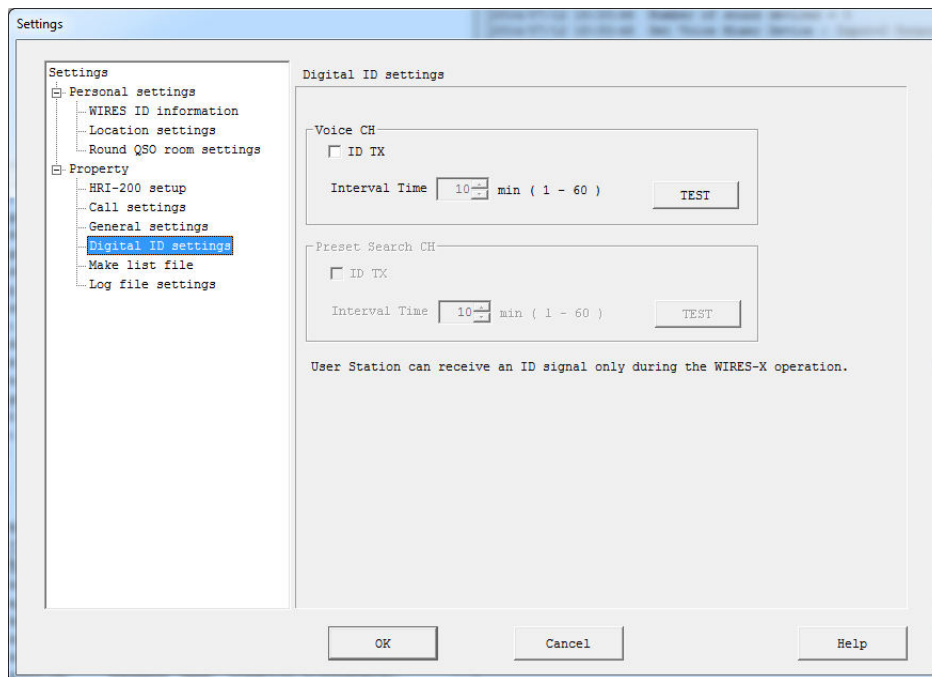 Settings
Settings
Personal settings
WIRES ID information
Location settings
Round QSO room settings
Property
HRI-200 setup
Call settings
General settings
Digital ID settings
Make list file
Log file settings
Digital ID settings
Voice CH
ID TX
Interval Time 10 min ( 1 - 60 ) TEST
Preset Search CH
ID TX
Interval Time 10 min ( 1 - 60 ) TEST
User Station can receive an ID signal only during the WIRES-X operation.
OK Cancel Help